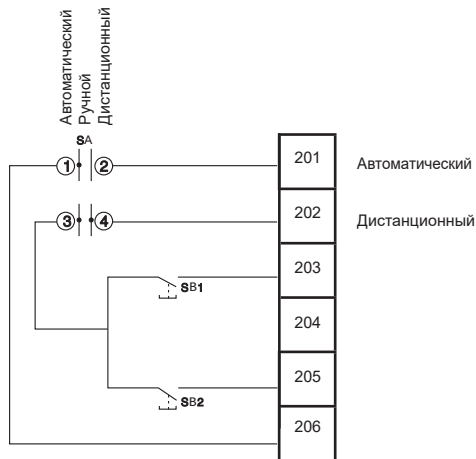 Автоматический
Ручной
Дистанционный
SA
1 2 201 Автоматический
3 4 202 Дистанционный
203
SB1
204
205
SB2
206